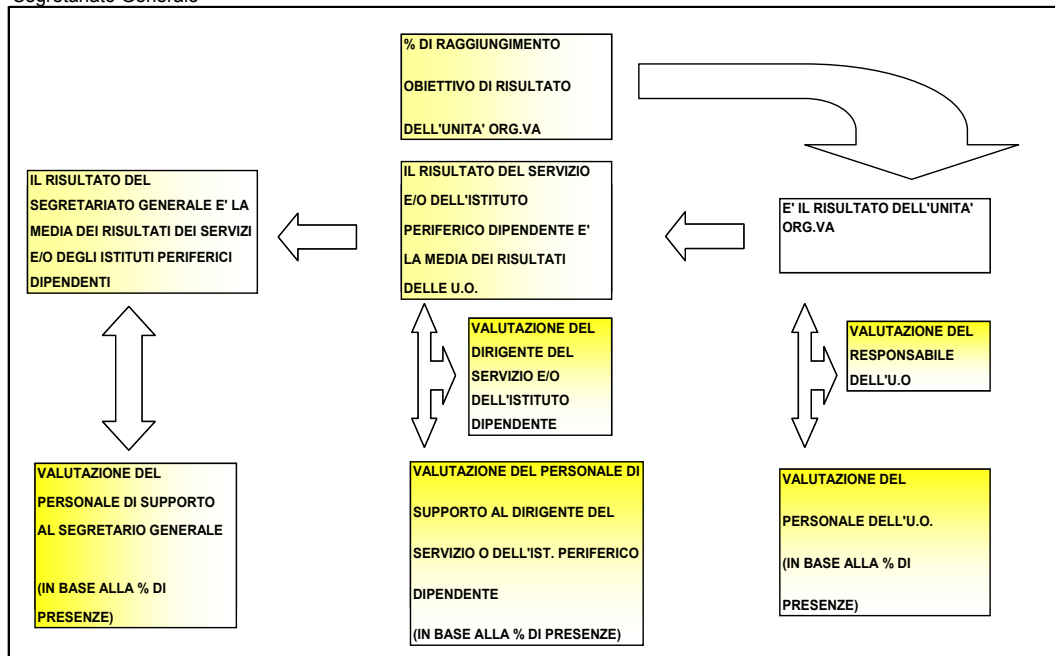 Segretariato Generale
% DI RAGGIUNGIMENTO
OBIETTIVO DI RISULTATO
DELL'UNITA' ORG.VA
IL RISULTATO DEL
SEGRETARIATO GENERALE E' LA
MEDIA DEI RISULTATI DEI SERVIZI
E/O DEGLI ISTITUTI PERIFERICI
DIPENDENTI
IL RISULTATO DEL SERVIZIO
E/O DELL'ISTITUTO
PERIFERICO DIPENDENTE E'
LA MEDIA DEI RISULTATI
DELLE U.O.
E' IL RISULTATO DELL'UNITA'
ORG.VA
VALUTAZIONE DEL
DIRIGENTE DEL
SERVIZIO E/O
DELL'ISTITUTO
DIPENDENTE
VALUTAZIONE DEL
RESPONSABILE
DELL'U.O
VALUTAZIONE DEL
PERSONALE DI SUPPORTO
AL SEGRETARIO GENERALE
(IN BASE ALLA % DI
PRESENZE)
VALUTAZIONE DEL PERSONALE DI
SUPPORTO AL DIRIGENTE DEL
SERVIZIO O DELL'IST. PERIFERICO
DIPENDENTE
(IN BASE ALLA % DI PRESENZE)
VALUTAZIONE DEL
PERSONALE DELL'U.O.
(IN BASE ALLA % DI
PRESENZE)